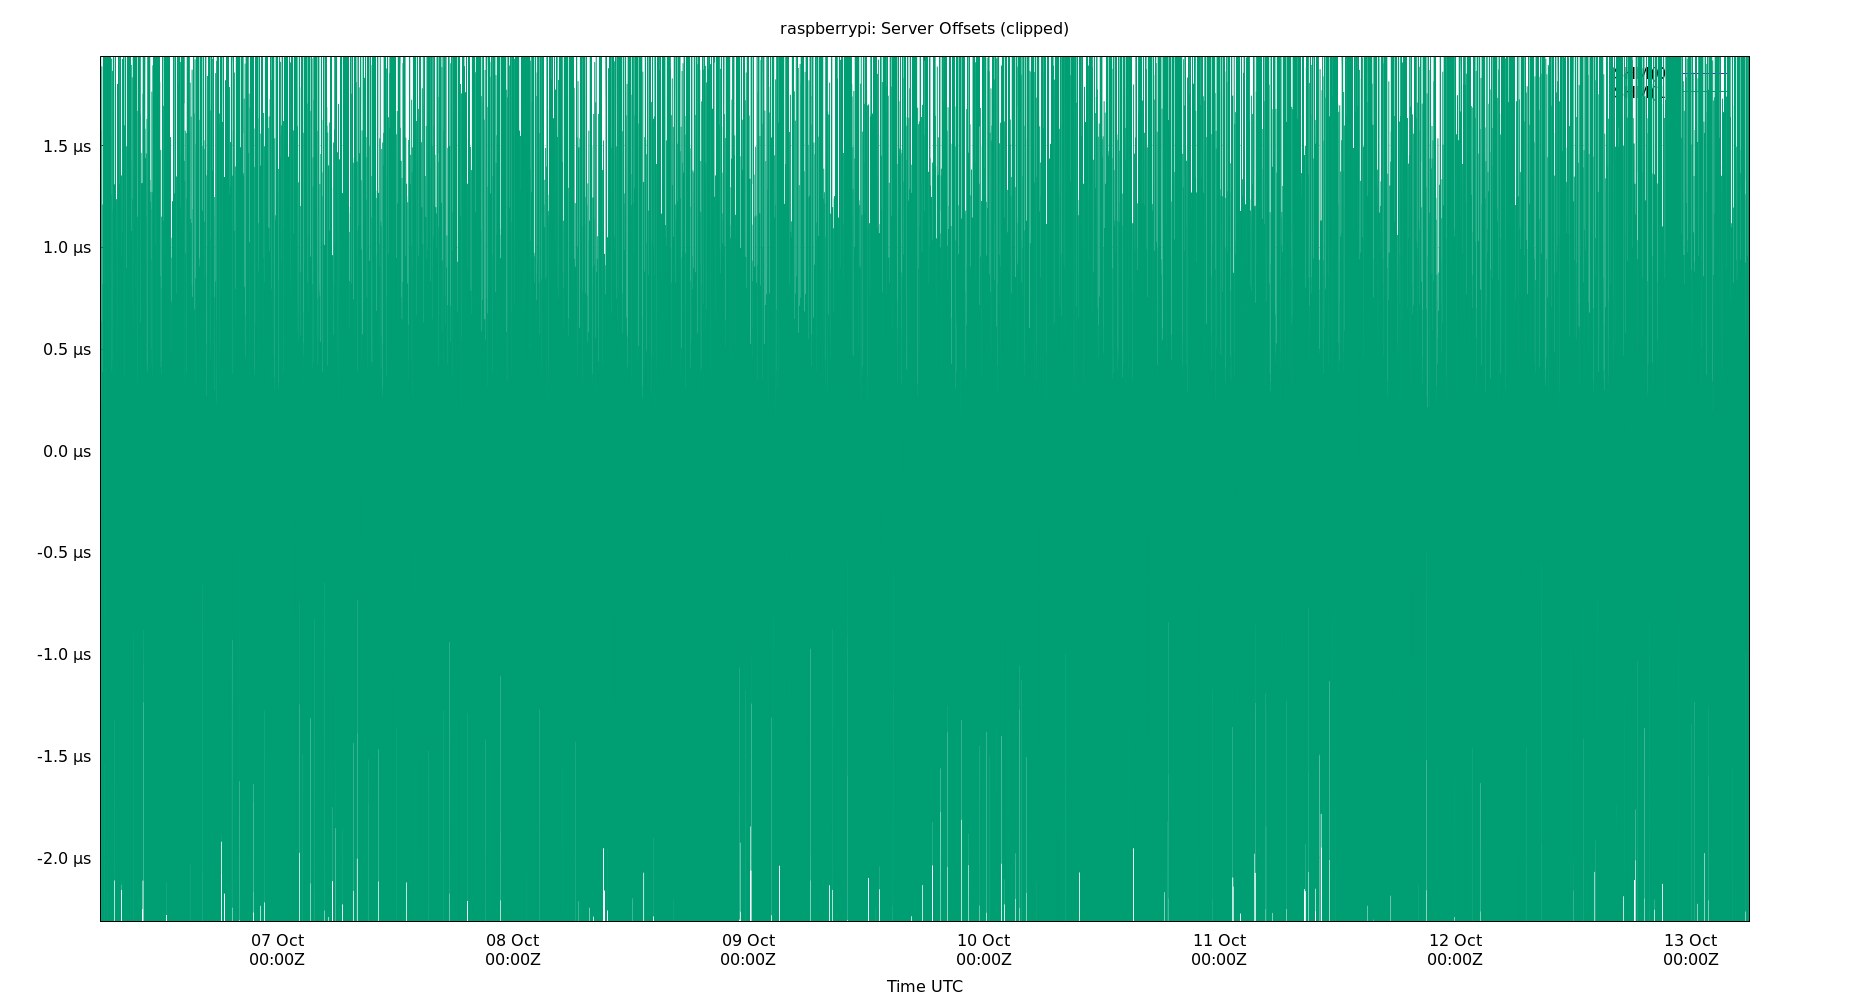 raspberrypi: Server Offsets (clipped)
1.5 µs
1.0 µs
0.5 µs
0.0 µs
-0.5 µs
-1.0 µs
-1.5 µs
-2.0 µs
07 Oct 08 Oct 09 Oct 10 Oct 11 Oct 12 Oct 13 Oct
00:00Z 00:00Z 00:00Z 00:00Z 00:00Z 00:00Z 00:00Z
Time UTC